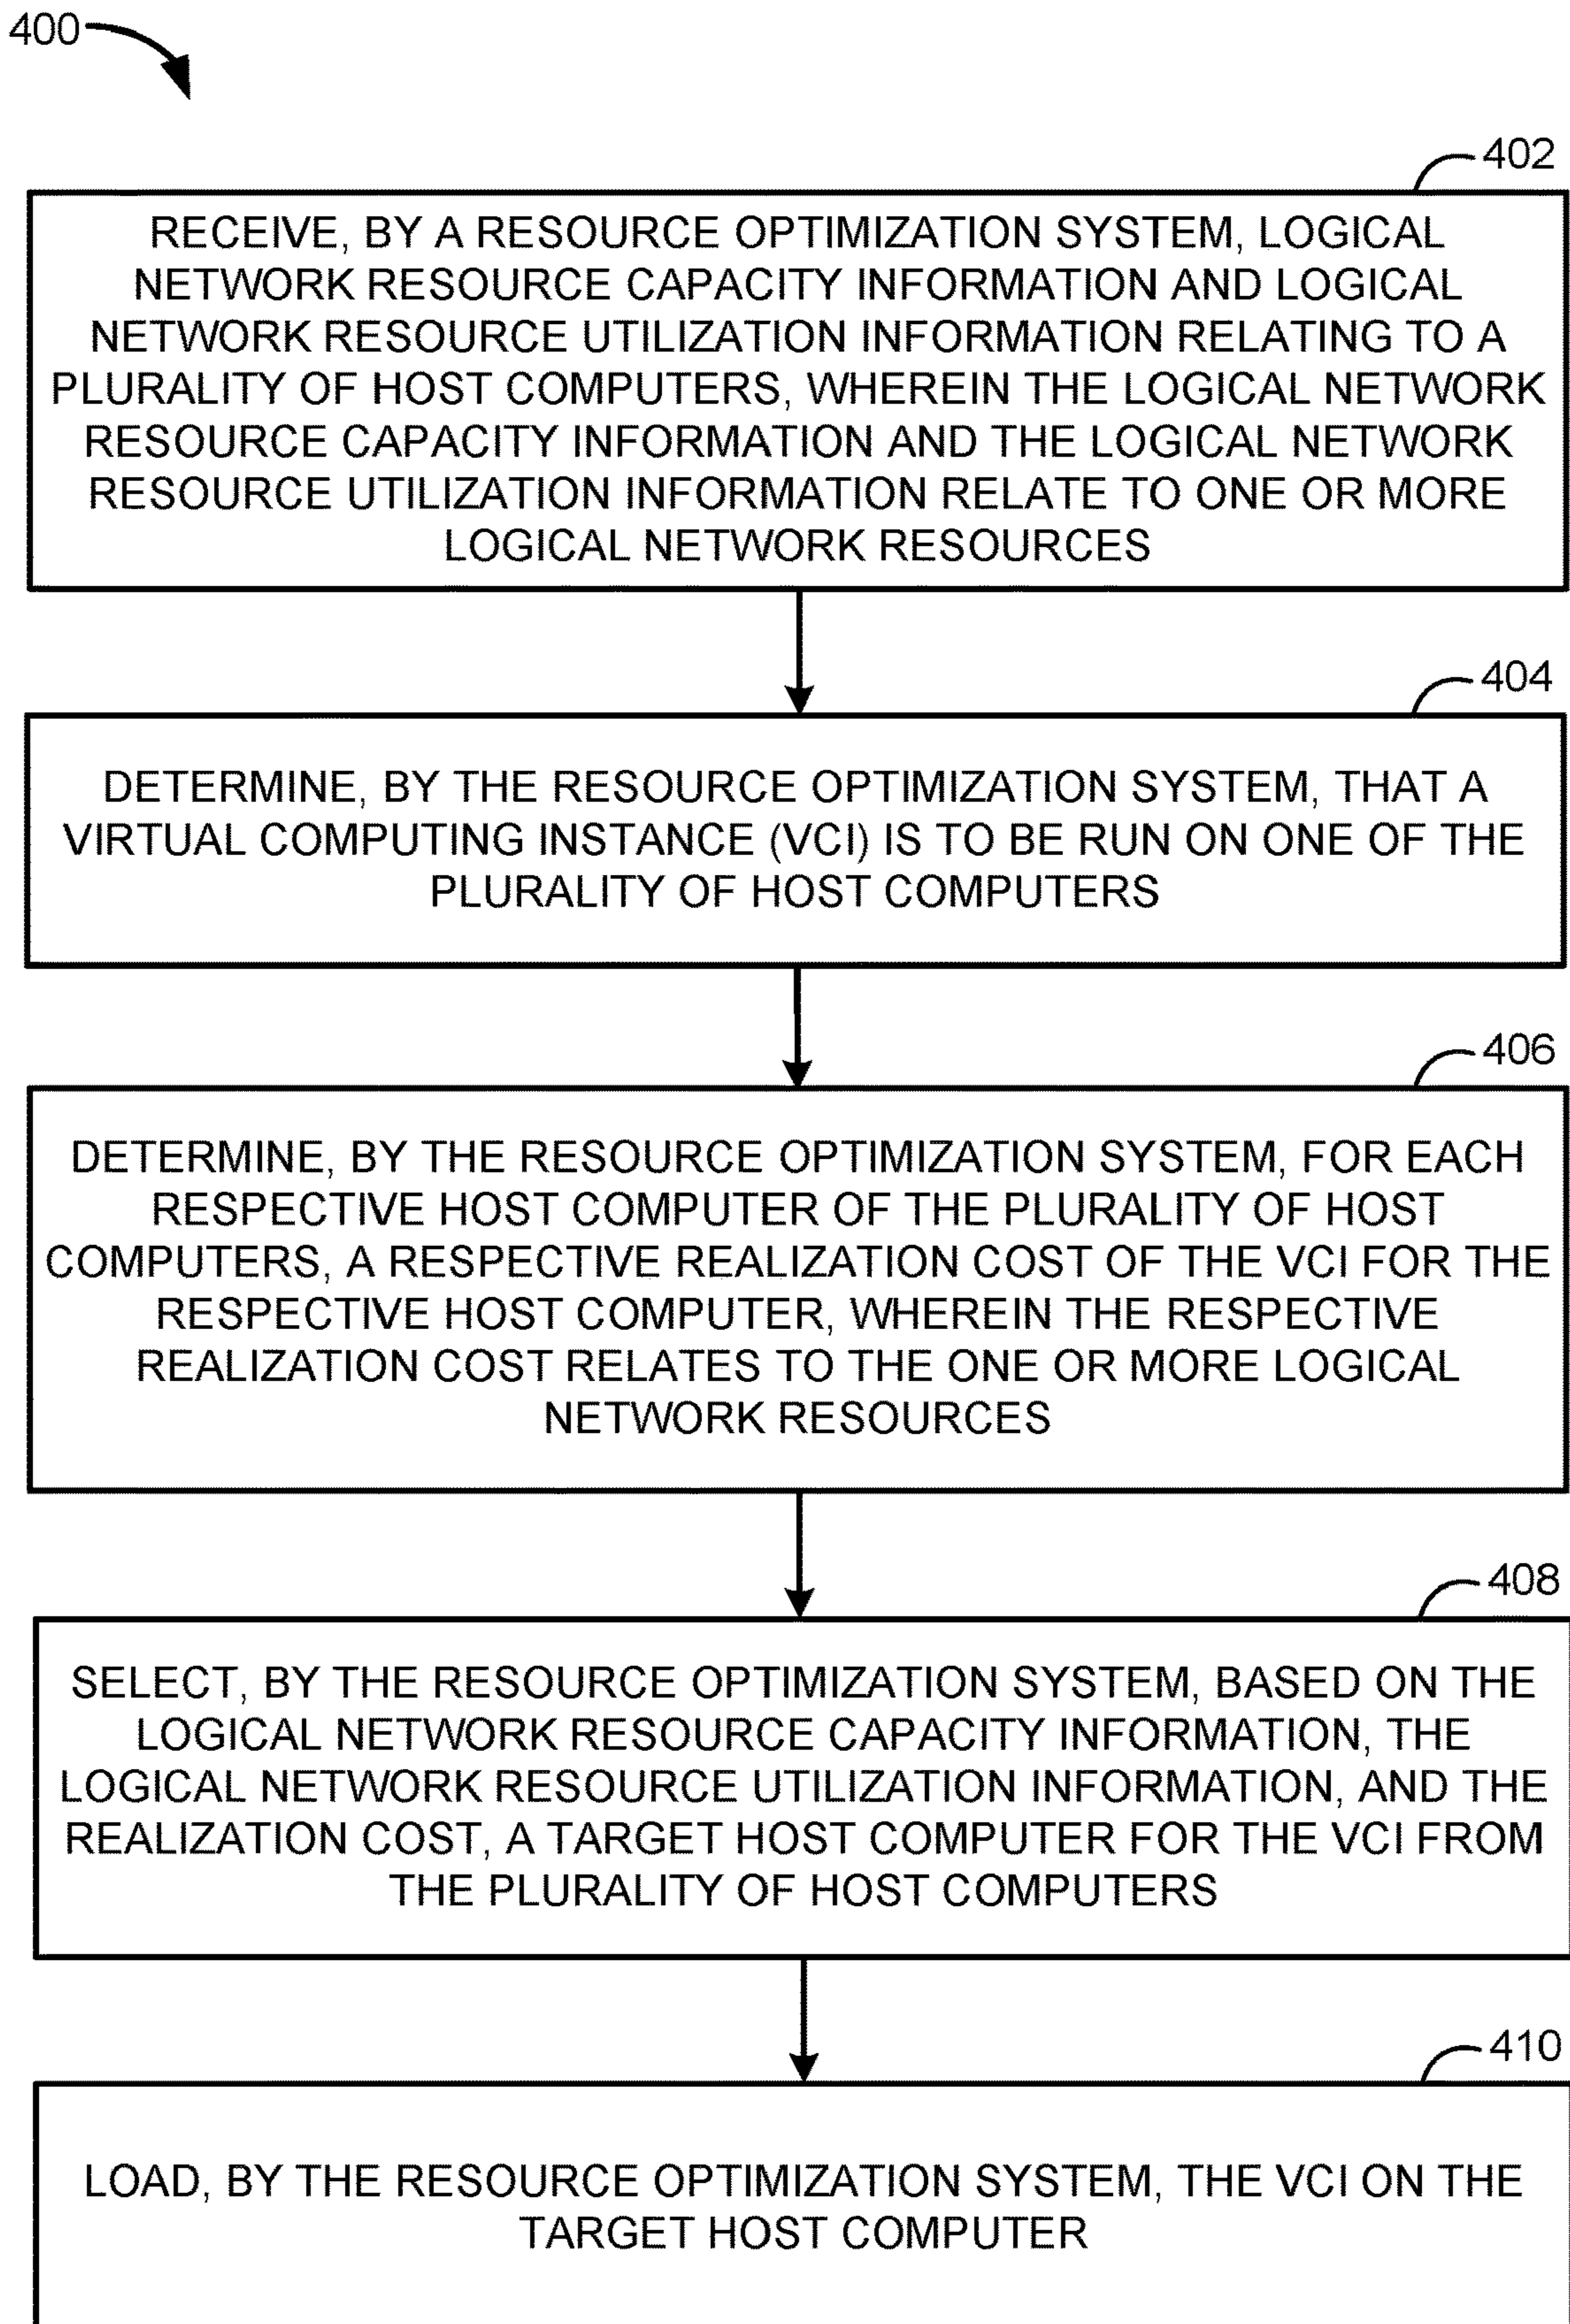 400
402
RECEIVE, BY A RESOURCE OPTIMIZATION SYSTEM, LOGICAL
NETWORK RESOURCE CAPACITY INFORMATION AND LOGICAL
NETWORK RESOURCE UTILIZATION INFORMATION RELATING TO A
PLURALITY OF HOST COMPUTERS, WHEREIN THE LOGICAL NETWORK
RESOURCE CAPACITY INFORMATION AND THE LOGICAL NETWORK
RESOURCE UTILIZATION INFORMATION RELATE TO ONE OR MORE
LOGICAL NETWORK RESOURCES
404
DETERMINE, BY THE RESOURCE OPTIMIZATION SYSTEM, THAT A
VIRTUAL COMPUTING INSTANCE (VCI) IS TO BE RUN ON ONE OF THE
PLURALITY OF HOST COMPUTERS
406
DETERMINE, BY THE RESOURCE OPTIMIZATION SYSTEM, FOR EACH
RESPECTIVE HOST COMPUTER OF THE PLURALITY OF HOST
COMPUTERS, A RESPECTIVE REALIZATION COST OF THE VCI FOR THE
RESPECTIVE HOST COMPUTER, WHEREIN THE RESPECTIVE
REALIZATION COST RELATES TO THE ONE OR MORE LOGICAL
NETWORK RESOURCES
408
SELECT, BY THE RESOURCE OPTIMIZATION SYSTEM, BASED ON THE
LOGICAL NETWORK RESOURCE CAPACITY INFORMATION, THE
LOGICAL NETWORK RESOURCE UTILIZATION INFORMATION, AND THE
REALIZATION COST, A TARGET HOST COMPUTER FOR THE VCI FROM
THE PLURALITY OF HOST COMPUTERS
410
LOAD, BY THE RESOURCE OPTIMIZATION SYSTEM, THE VCI ON THE
TARGET HOST COMPUTER